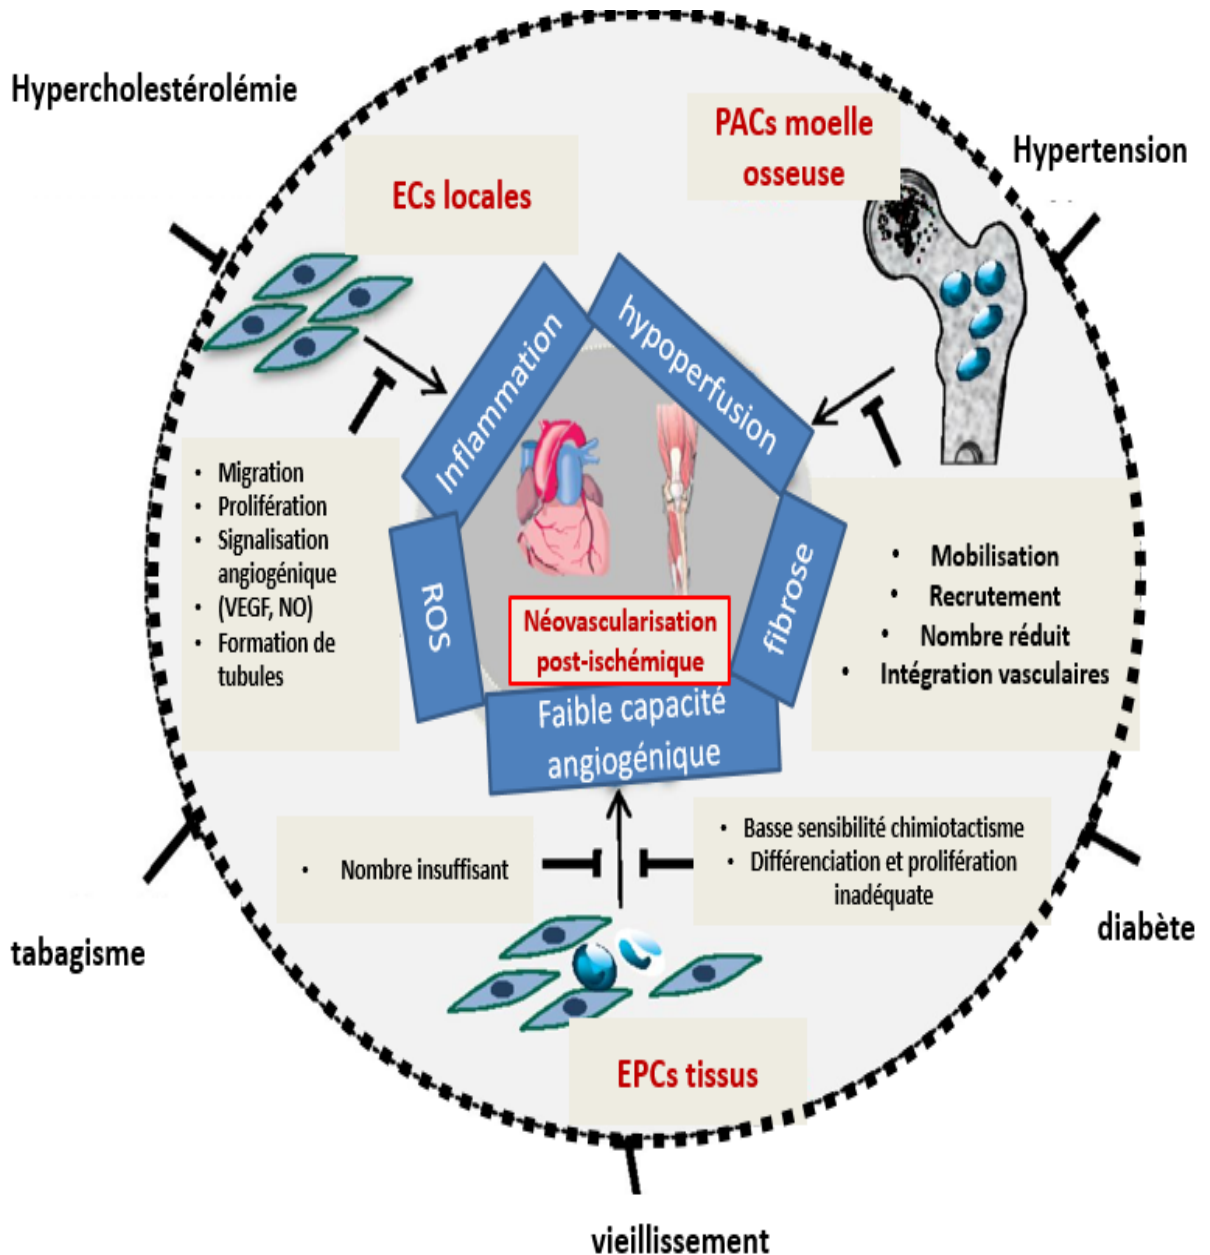 Hypercholestérolémie
PACs moelle
osseuse
Hypertension
ECs locales
Inflammation
hypoperfusion
• Migration
• Prolifération
• Signalisation
angiogénique
• (VEGF, NO)
• Formation de
tubules
ROS
fibrose
• Mobilisation
• Recrutement
• Nombre réduit
• Intégration vasculaires
Néovascularisation
post-ischémique
Faible capacité
angiogénique
• Nombre insuffisant
• Basse sensibilité chimiotactisme
• Différenciation et prolifération
inadéquate
tabagisme
diabète
EPCs tissus
vieillissement